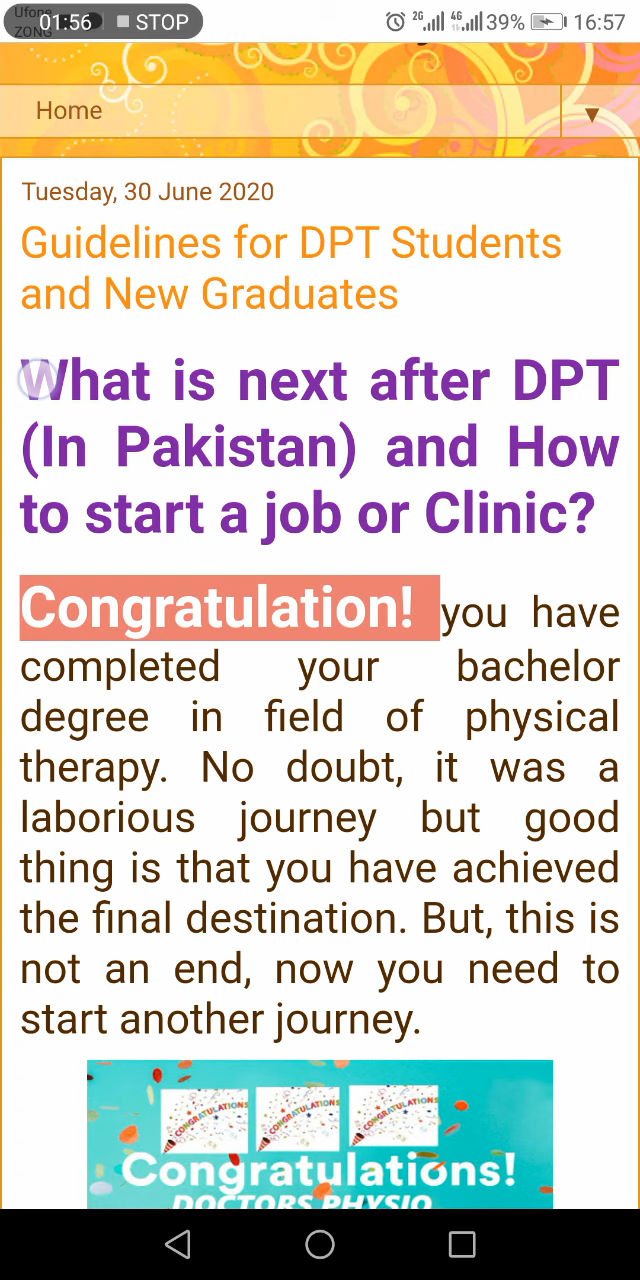 Ufone
ZONG
01:56 STOP
2G 4G 39% 16:57
Home
Tuesday, 30 June 2020
Guidelines for DPT Students
and New Graduates
What is next after DPT
(In Pakistan) and How
to start a job or Clinic?
Congratulation! you have
completed your bachelor
degree in field of physical
therapy. No doubt, it was a
laborious journey but good
thing is that you have achieved
the final destination. But, this is
not an end, now you need to
start another journey.
CONGRATULATIONS CONGRATULATIONS CONGRATULATIONS
Congratulations!
DOCTORS PHYSIO